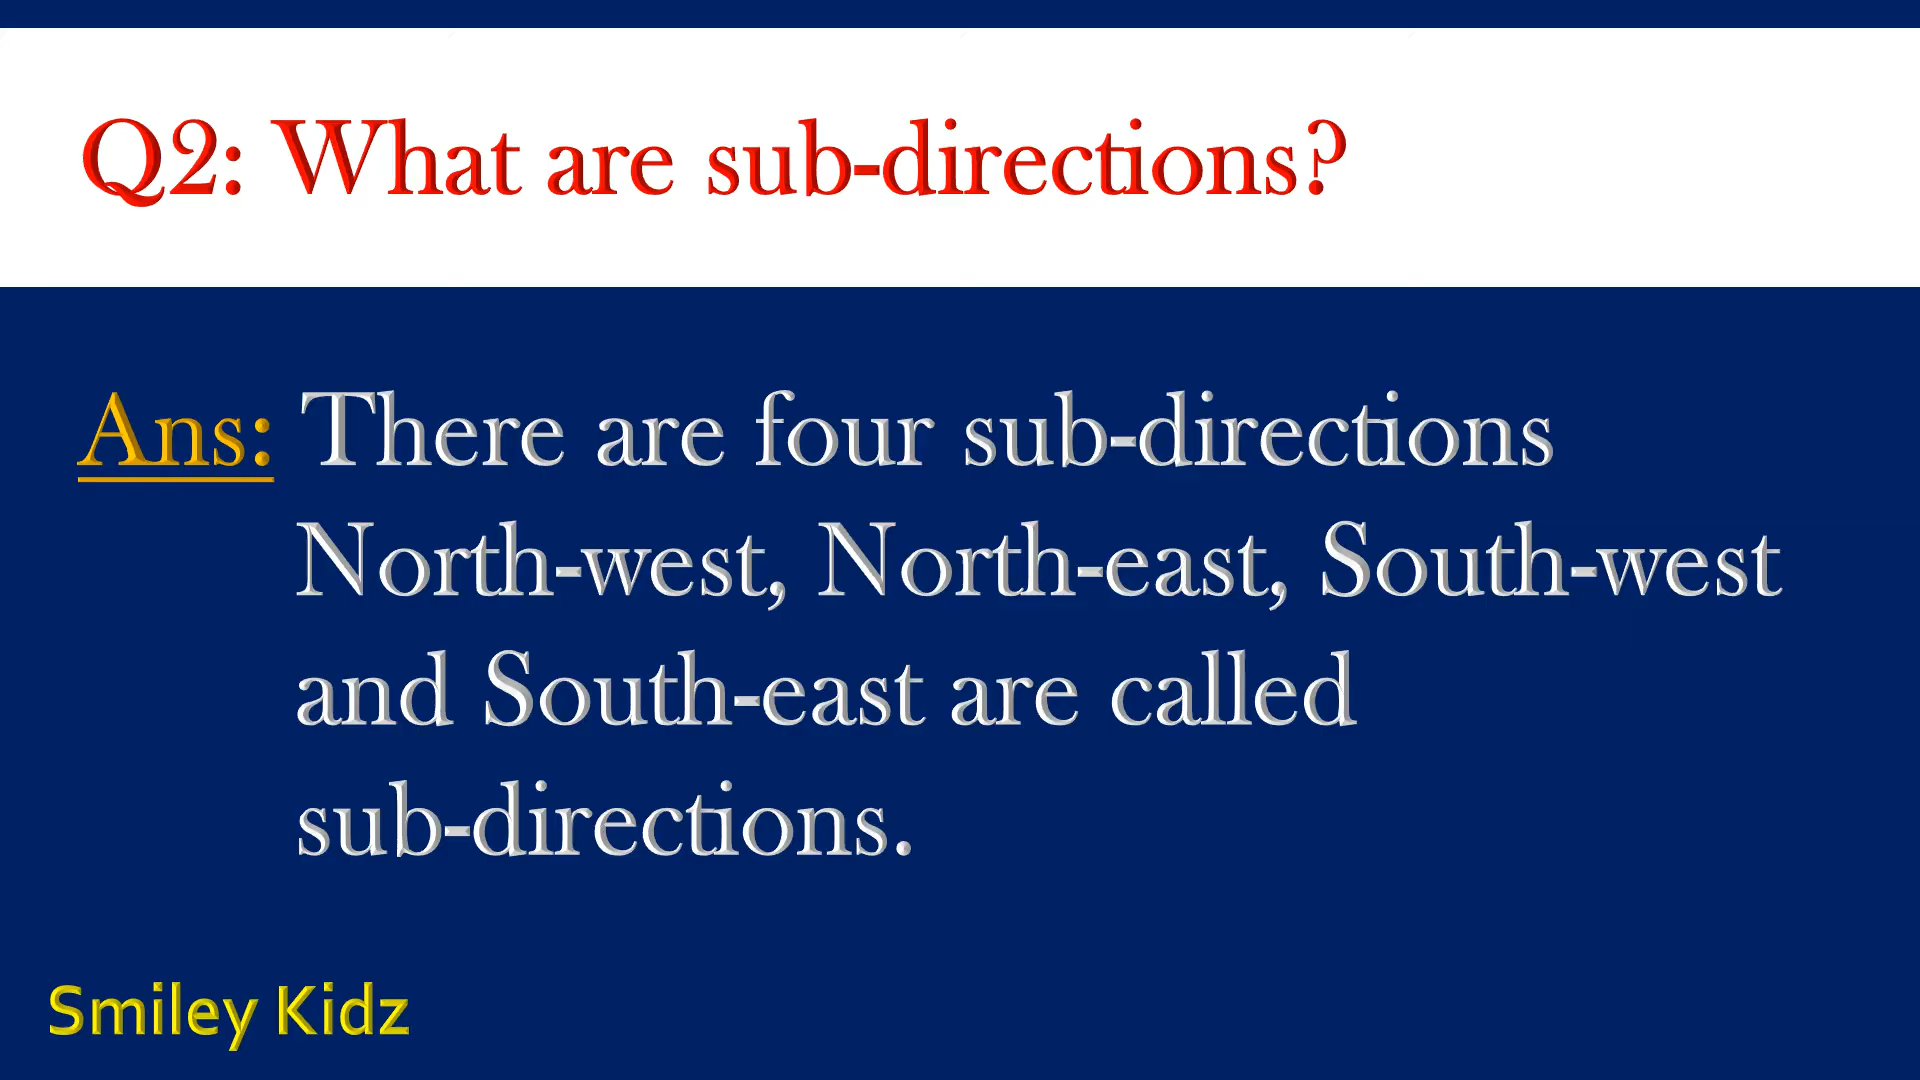 Q2: What are sub-directions?
Ans: There are four sub-directions
North-west, North-east, South-west
and South-east are called
sub-directions.
Smiley Kidz